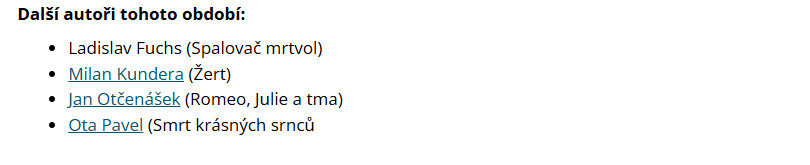 Další autoři tohoto období:
• Ladislav Fuchs (Spalovač mrtvol)
• Milan Kundera (Žert)
• Jan Otčenášek (Romeo, Julie a tma)
• Ota Pavel (Smrt krásných srnců